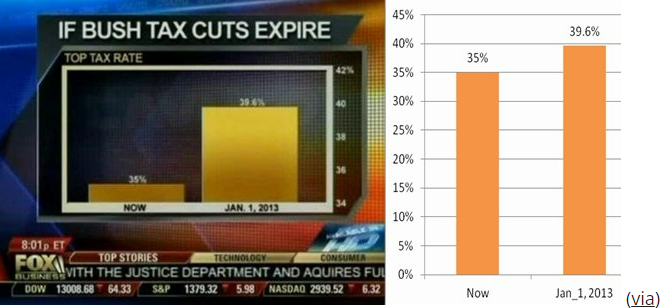 IF BUSH TAX CUTS EXPIRE
TOP TAX RATE
42%
40
38
36
34
35%
39.6%
NOW
JAN. 1, 2013
8:01p ET
FOX
BUSINESS
HD
TOP STORIES
TECHNOLOGY
CONSUMER
WITH THE JUSTICE DEPARTMENT AND AQUIRES FUL
DOW 13008.68 64.33 S&P 1379.32 5.98 NASDAQ 2939.52 6.32
45%
40%
35%
30%
25%
20%
15%
10%
5%
0%
35%
39.6%
Now
Jan_1, 2013
(via)